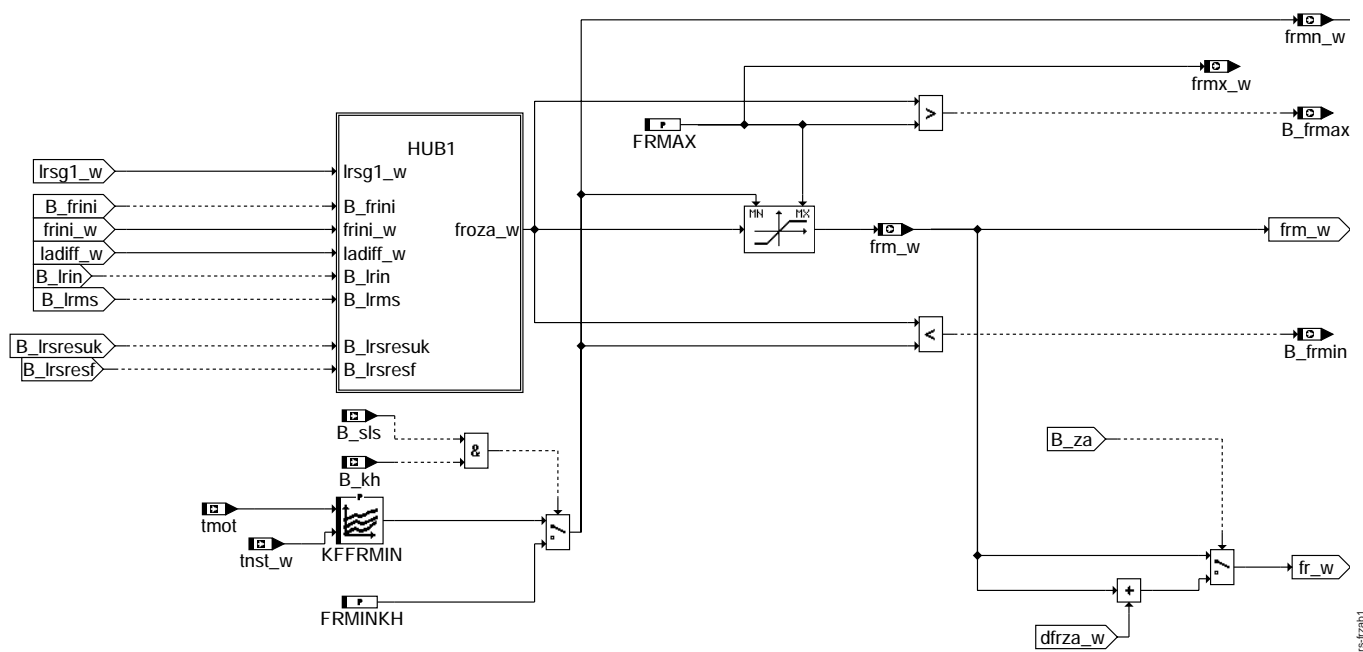 frmn_w
frmx_w
FRMAX
>
B_frmax
HUB1
lrsg1_w
lrsg1_w
B_frini
B_frini
frini_w
frini_w
froza_w
MN
MX
frm_w
frm_w
ladiff_w
ladiff_w
B_lrin
B_lrin
B_lrms
B_lrms
<
B_frmin
B_lrsresuk
B_lrsresuk
B_lrsresf
B_lrsresf
B_sls
&
B_za
B_kh
P
tmot
tnst_w
KFFRMIN
FRMINKH
+
fr_w
dfrza_w
rs-frzab1